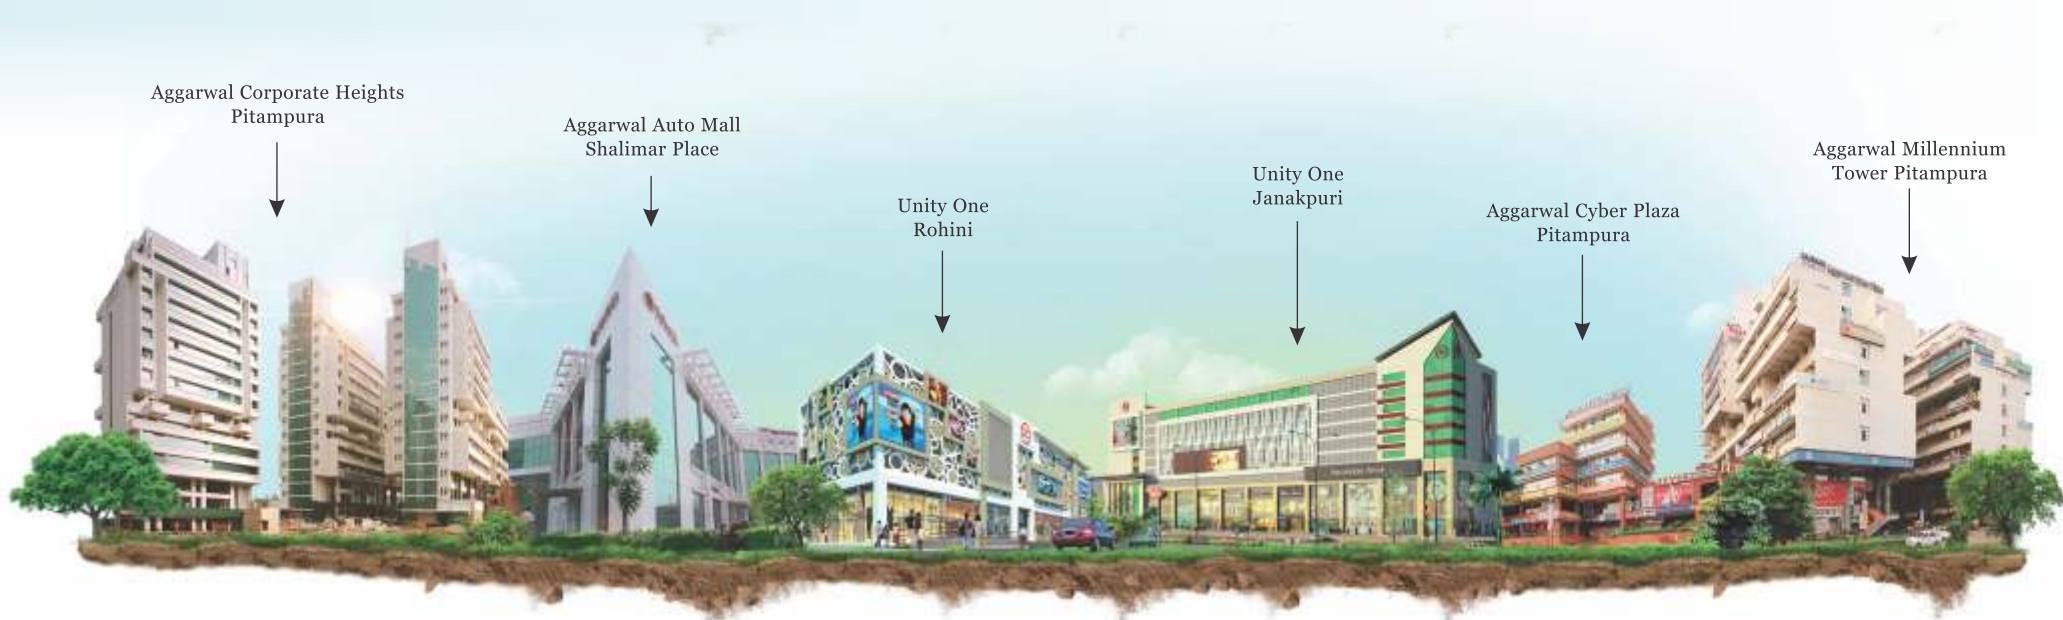 Aggarwal Corporate Heights
Pitampura
Aggarwal Auto Mall
Shalimar Place
Unity One
Rohini
Unity One
Janakpuri
Aggarwal Cyber Plaza
Pitampura
Aggarwal Millennium
Tower Pitampura